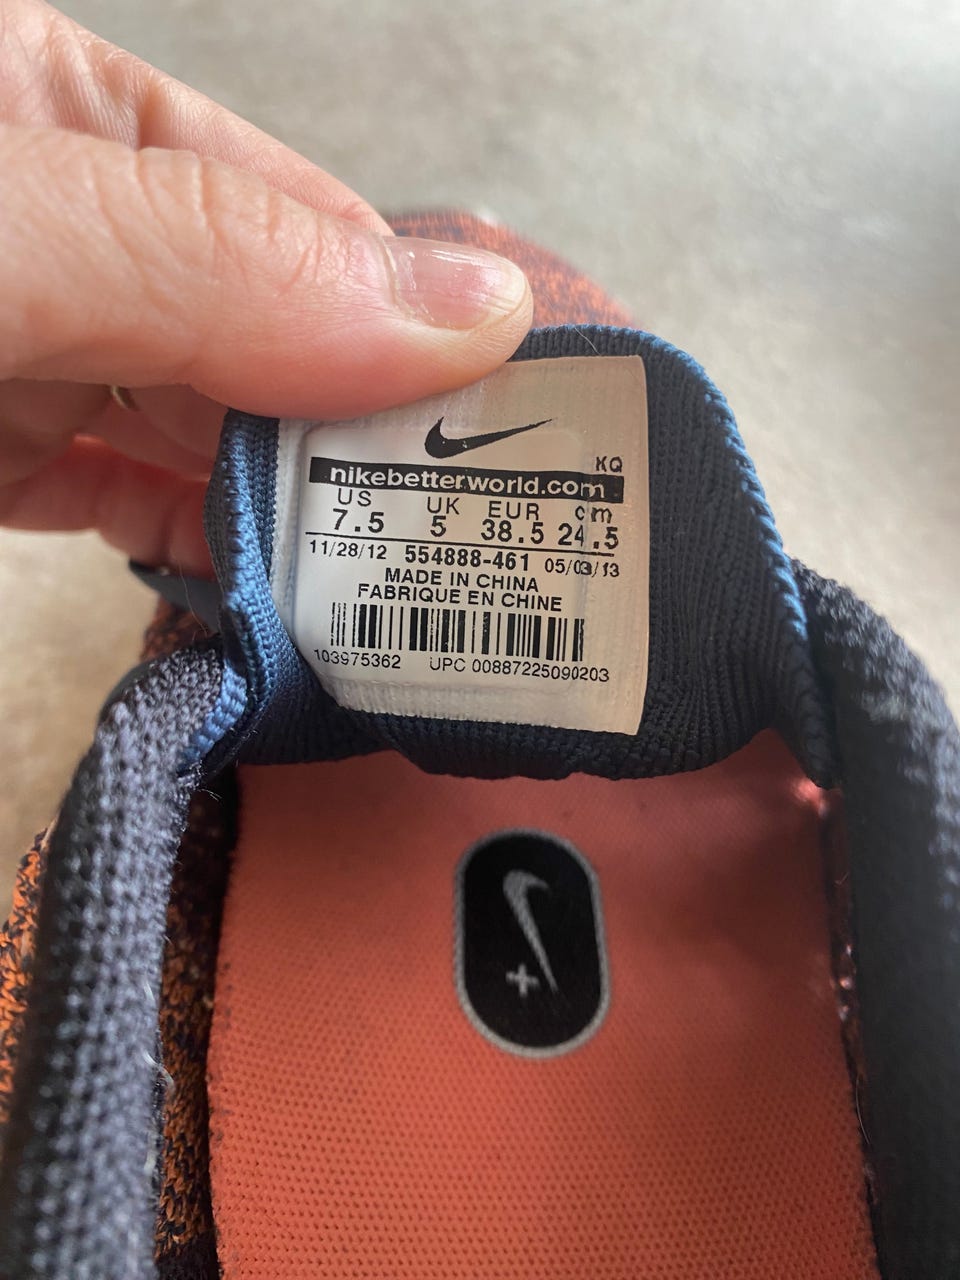 KQ
nikebetterworld.com
US UK EUR cm
7.5 5 38.5 24.5
11/28/12 554888-461 05/03/13
MADE IN CHINA
FABRIQUE EN CHINE
103975362 UPC 00887225090203
+